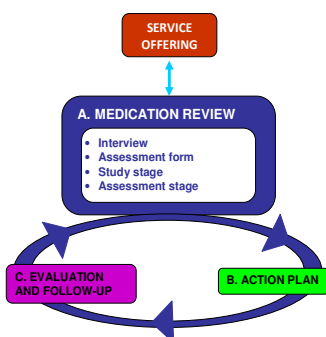 SERVICE
OFFERING
A. MEDICATION REVIEW
• Interview
• Assessment form
• Study stage
• Assessment stage
C. EVALUATION
AND FOLLOW-UP
B. ACTION PLAN